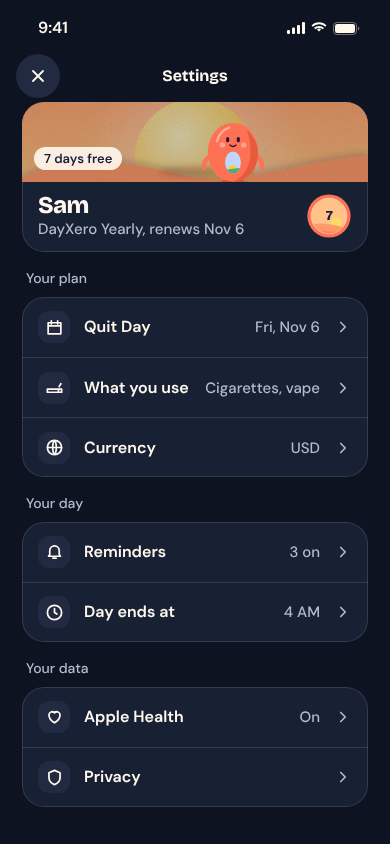 9:41
Settings
7 days free
Sam
DayXero Yearly, renews Nov 6
7
Your plan
Quit Day Fri, Nov 6
What you use Cigarettes, vape
Currency USD
Your day
Reminders 3 on
Day ends at 4 AM
Your data
Apple Health On
Privacy